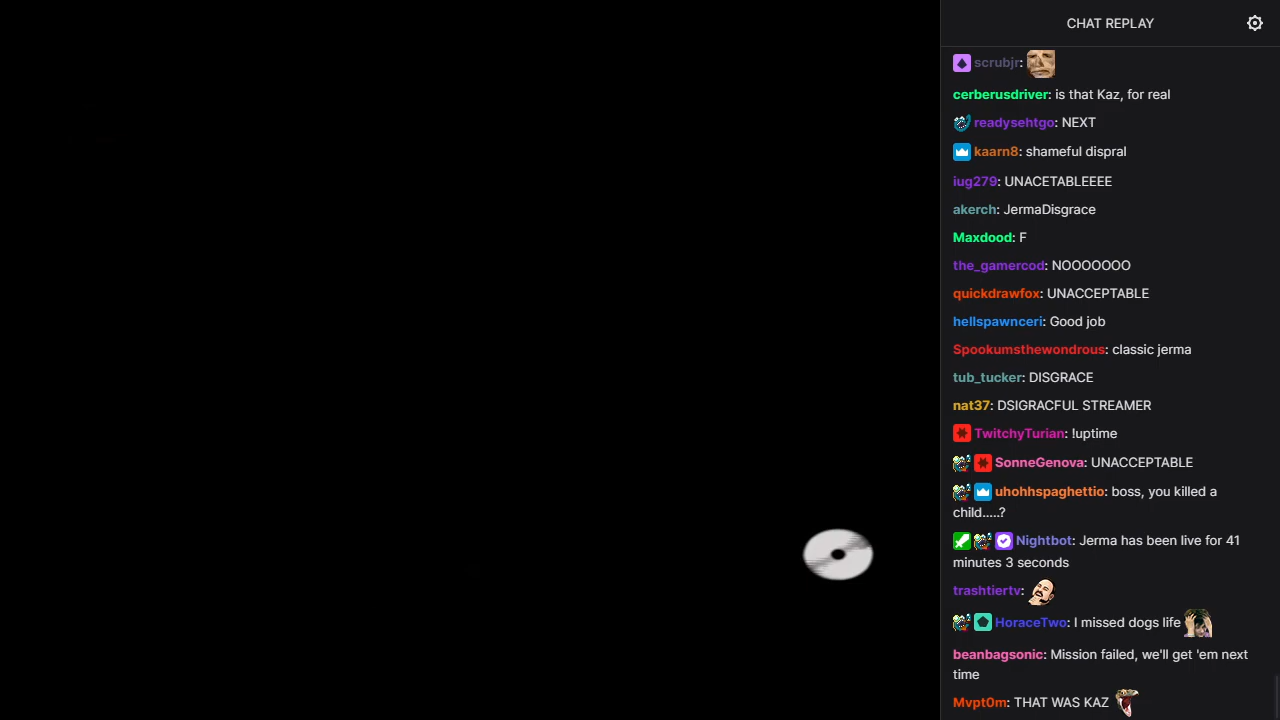 CHAT REPLAY
scrubjr:
cerberusdriver: is that Kaz, for real
readysehtgo: NEXT
kaarn8: shameful dispral
iug279: UNACETABLEEEE
akerch: JermaDisgrace
Maxdood: F
the_gamercod: NOOOOOOO
quickdrawfox: UNACCEPTABLE
hellspawnceri: Good job
Spookumsthewondrous: classic jerma
tub_tucker: DISGRACE
nat37: DSIGRACFUL STREAMER
TwitchyTurian: !uptime
SonneGenova: UNACCEPTABLE
uhohhspaghettio: boss, you killed a
child.....?
Nightbot: Jerma has been live for 41
minutes 3 seconds
trashtiertv:
HoraceTwo: I missed dogs life
beanbagsonic: Mission failed, we'll get 'em next
time
Mvpt0m: THAT WAS KAZ